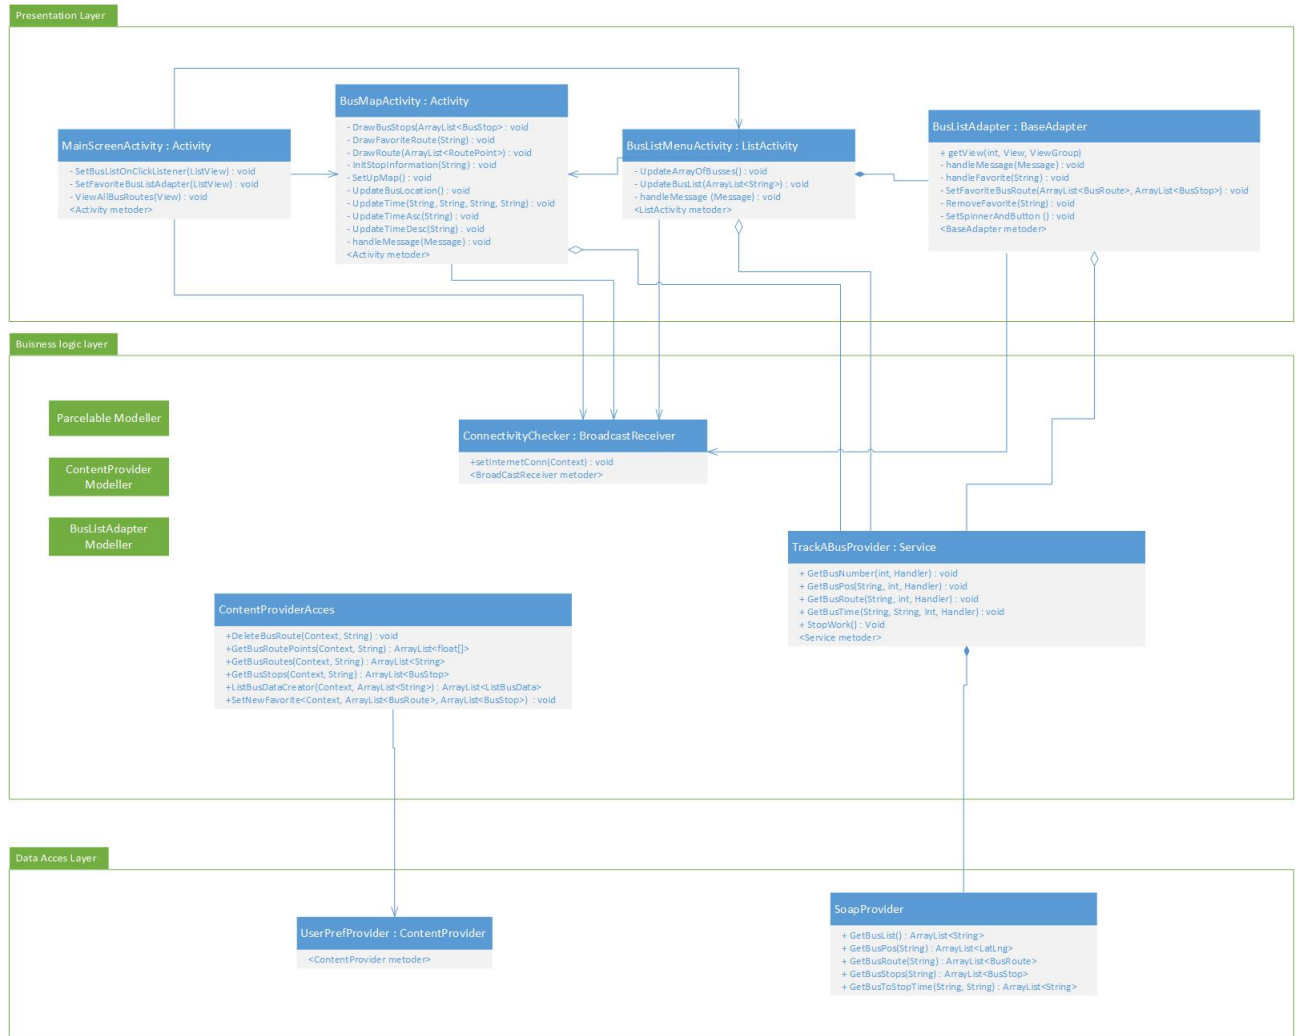 Presentation Layer
MainScreenActivity : Activity
- SetBusListOnClickListener(ListView) : void
- SetFavoriteBusListAdapter(ListView) : void
- ViewAllBusRoutes(View) : void
<Activity metoder>
BusMapActivity : Activity
- DrawBusStops(ArrayList<BusStop> : void
- DrawFavoriteRoute(String) : void
- DrawRoute(ArrayList<RoutePoint>) : void
- InitStopInformation(String) : void
- SetUpMap() : void
- UpdateBusLocation() : void
- UpdateTime(String, String, String, String) : void
- UpdateTimeAsc(String) : void
- UpdateTimeDesc(String) : void
- handleMessage(Message) : void
<Activity metoder>
BusListMenuActivity : ListActivity
- UpdateArrayOfBusses() : void
- UpdateBusList(ArrayList<String>) : void
- handleMessage (Message) : void
<ListActivity metoder>
BusListAdapter : BaseAdapter
+ getView(int, View, ViewGroup)
- handleMessage(Message) : void
- handleFavorite(String) : void
- SetFavoriteBusRoute(ArrayList<BusRoute>, ArrayList<BusStop>) : void
- RemoveFavorite(String) : void
- SetSpinnerAndButton () : void
<BaseAdapter metoder>
Buisness logic layer
Parcelable Modeller
ContentProvider
Modeller
BusListAdapter
Modeller
ConnectivityChecker : BroadcastReceiver
+setInternetConn(Context) : void
<BroadCastReceiver metoder>
TrackABusProvider : Service
+ GetBusNumber(int, Handler) : void
+ GetBusPos(String, int, Handler) : void
+ GetBusRoute(String, int, Handler) : void
+ GetBusTime(String, String, Int, Handler) : void
+ StopWork() : Void
<Service metoder>
ContentProviderAcces
+DeleteBusRoute(Context, String) : void
+GetBusRoutePoints(Context, String) : ArrayList<float[]>
+GetBusRoutes(Context, String) : ArrayList<String>
+GetBusStops(Context, String) : ArrayList<BusStop>
+ListBusDataCreator(Context, ArrayList<String>) : ArrayList<ListBusData>
+SetNewFavorite<Context, ArrayList<BusRoute>, ArrayList<BusStop>) : void
Data Acces Layer
UserPrefProvider : ContentProvider
<ContentProvider metoder>
SoapProvider
+ GetBusList() : ArrayList<String>
+ GetBusPos(String) : ArrayList<LatLng>
+ GetBusRoute(String) : ArrayList<BusRoute>
+ GetBusStops(String) : ArrayList<BusStop>
+ GetBusToStopTime(String, String) : ArrayList<String>